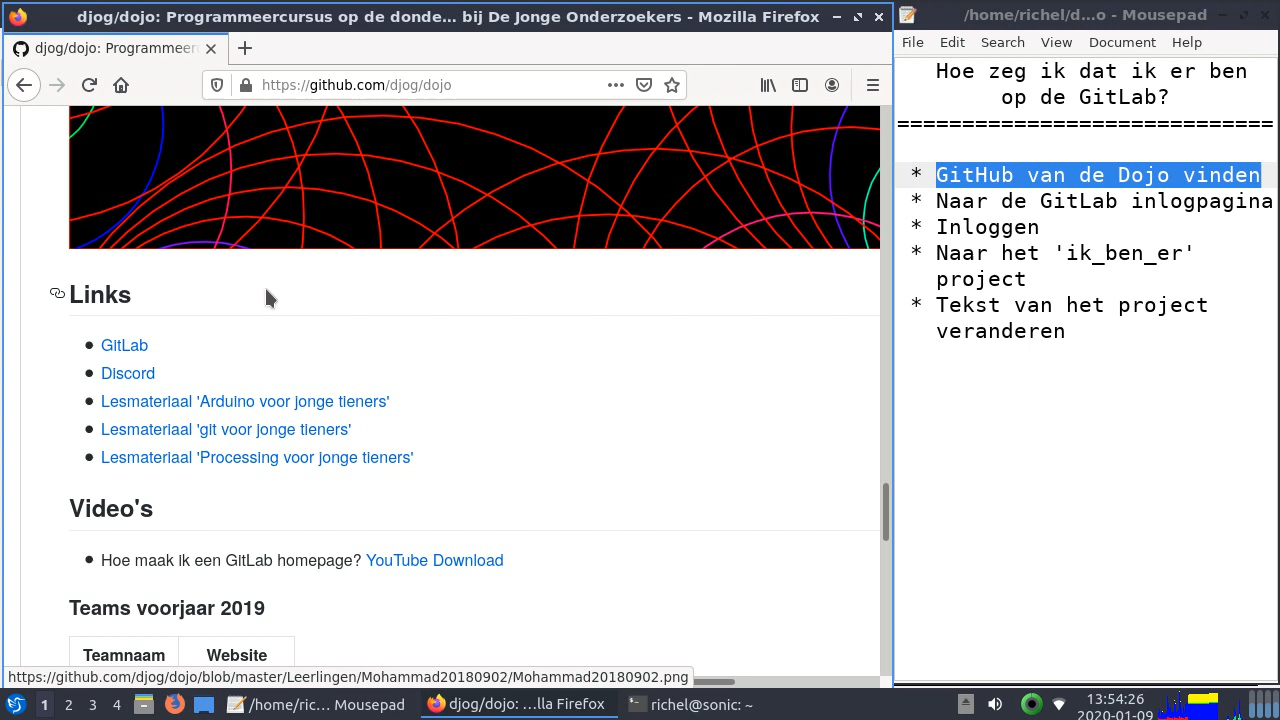 djog/dojo: Programmeercursus op de donde… bij De Jonge Onderzoekers - Mozilla Firefox
djog/dojo: Programmeer
https://github.com/djog/dojo
Links
GitLab
Discord
Lesmateriaal 'Arduino voor jonge tieners'
Lesmateriaal 'git voor jonge tieners'
Lesmateriaal 'Processing voor jonge tieners'
Video's
Hoe maak ik een GitLab homepage? YouTube Download
Teams voorjaar 2019
Teamnaam Website
https://github.com/djog/dojo/blob/master/Leerlingen/Mohammad20180902/Mohammad20180902.png
/home/richel/d…o - Mousepad
File Edit Search View Document Help
Hoe zeg ik dat ik er ben
op de GitLab?
=============================
* GitHub van de Dojo vinden
* Naar de GitLab inlogpagina
* Inloggen
* Naar het 'ik_ben_er'
project
* Tekst van het project
veranderen
1 2 3 4 /home/ric… Mousepad djog/dojo: …lla Firefox richel@sonic: ~ 13:54:26
2020-01-09